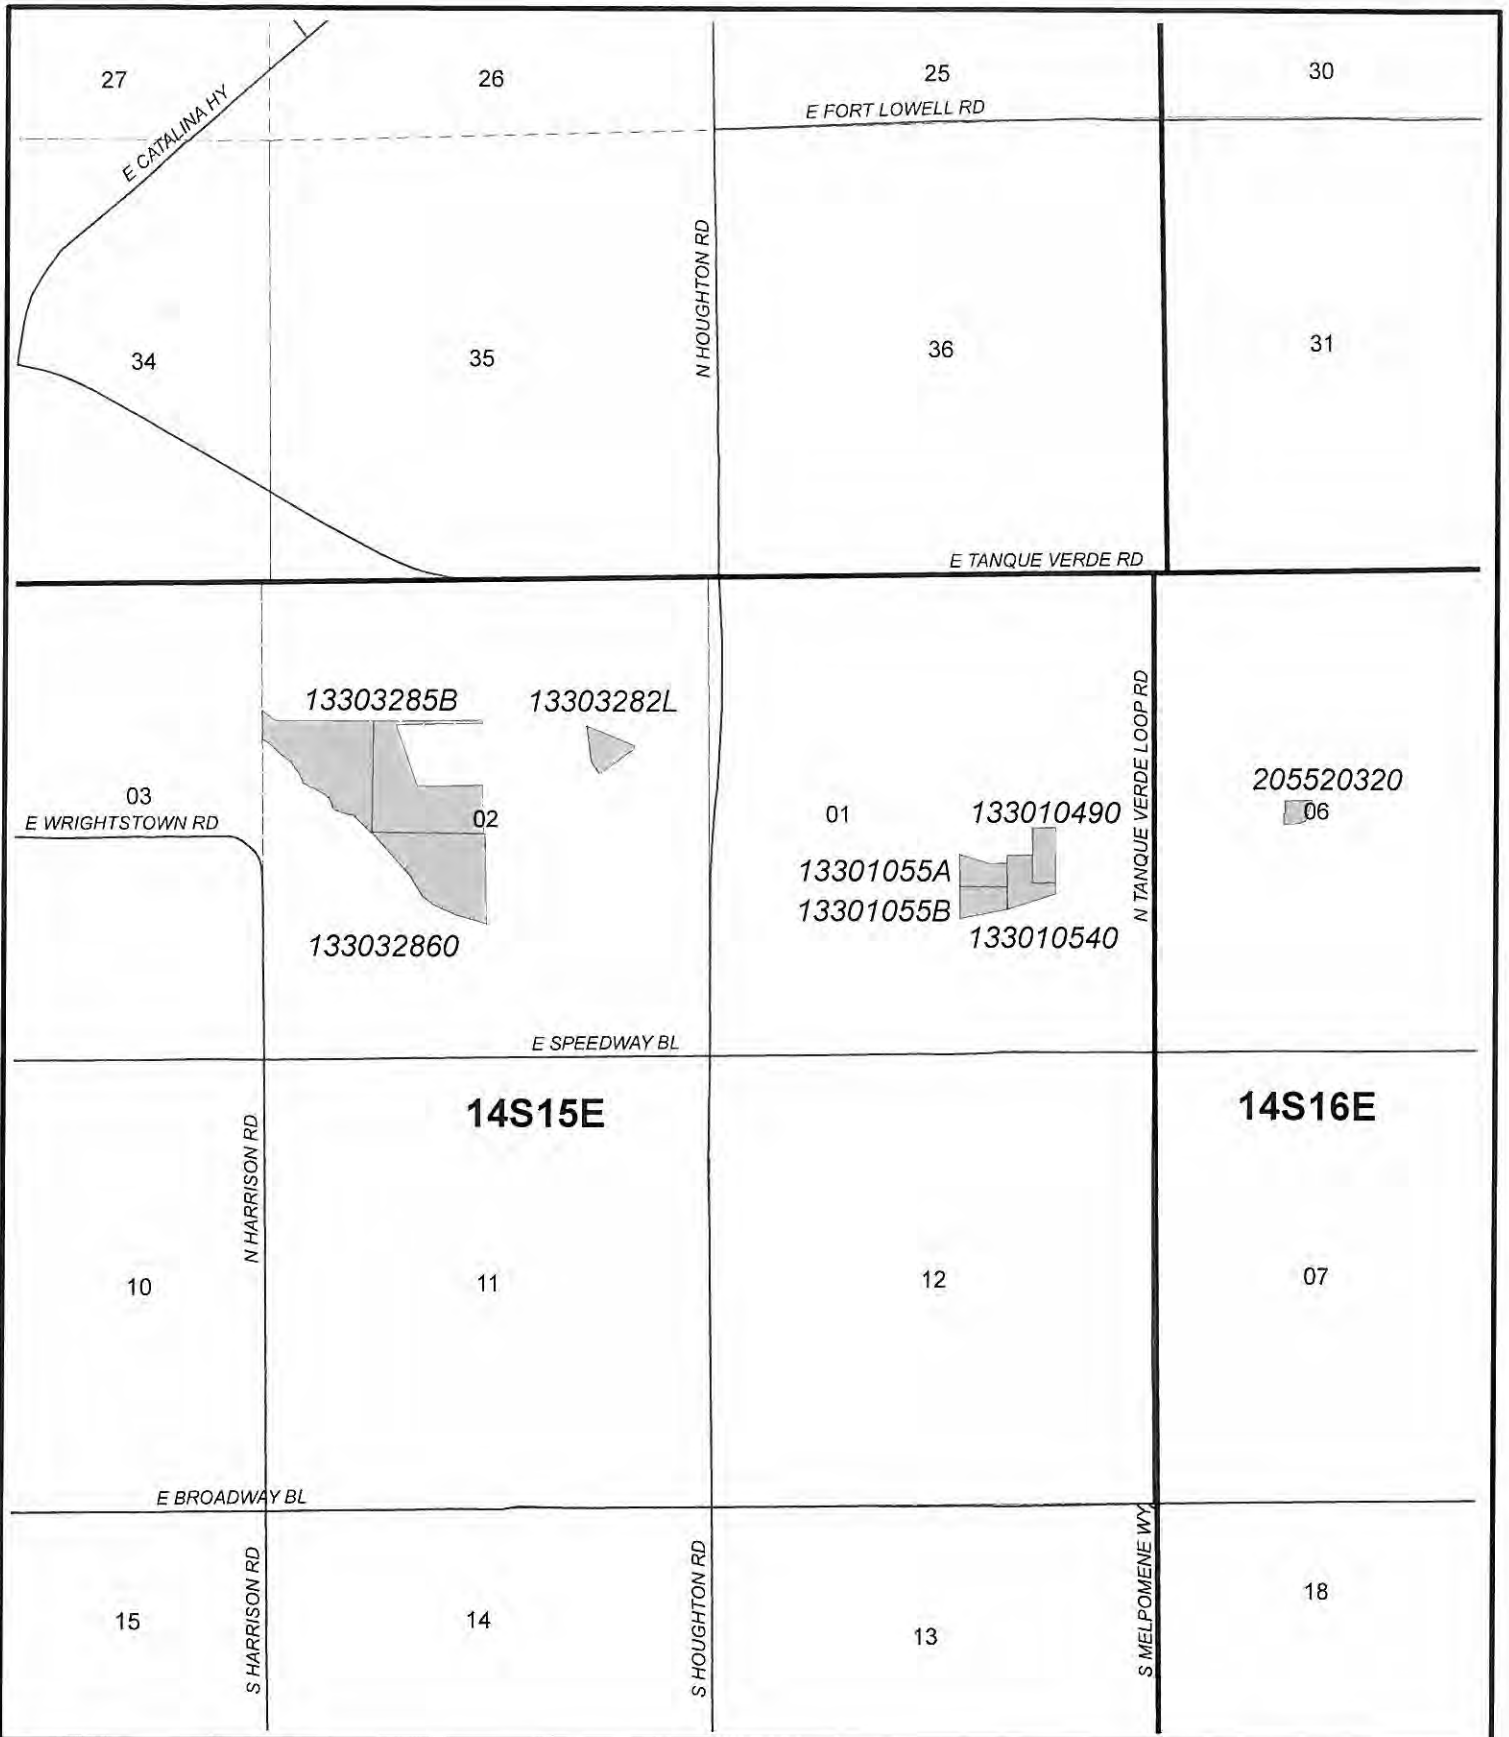 27
26
25
30
E CATALINA HY
E FORT LOWELL RD
N HOUGHTON RD
34
35
36
31
E TANQUE VERDE RD
13303285B
13303282L
N TANQUE VERDE LOOP RD
205520320
03
E WRIGHTSTOWN RD
02
01
133010490
06
13301055A
13301055B
133010540
133032860
E SPEEDWAY BL
14S15E
14S16E
N HARRISON RD
10
11
12
07
E BROADWAY BL
S HARRISON RD
S HOUGHTON RD
S MELPOMENE WY
15
14
13
18